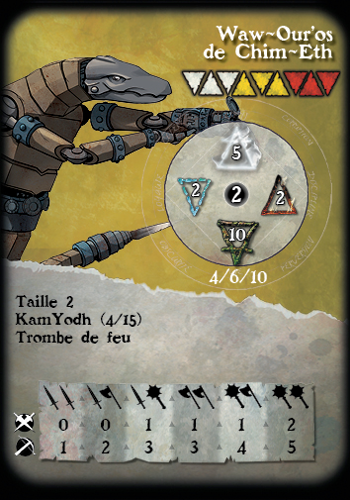 Waw~Our'os
de Chim~Eth
5
2 2 2
10
4/6/10
Taille 2
KamYodh (4/15)
Trombe de feu
0 0 1 1 1 2
1 2 3 3 4 5